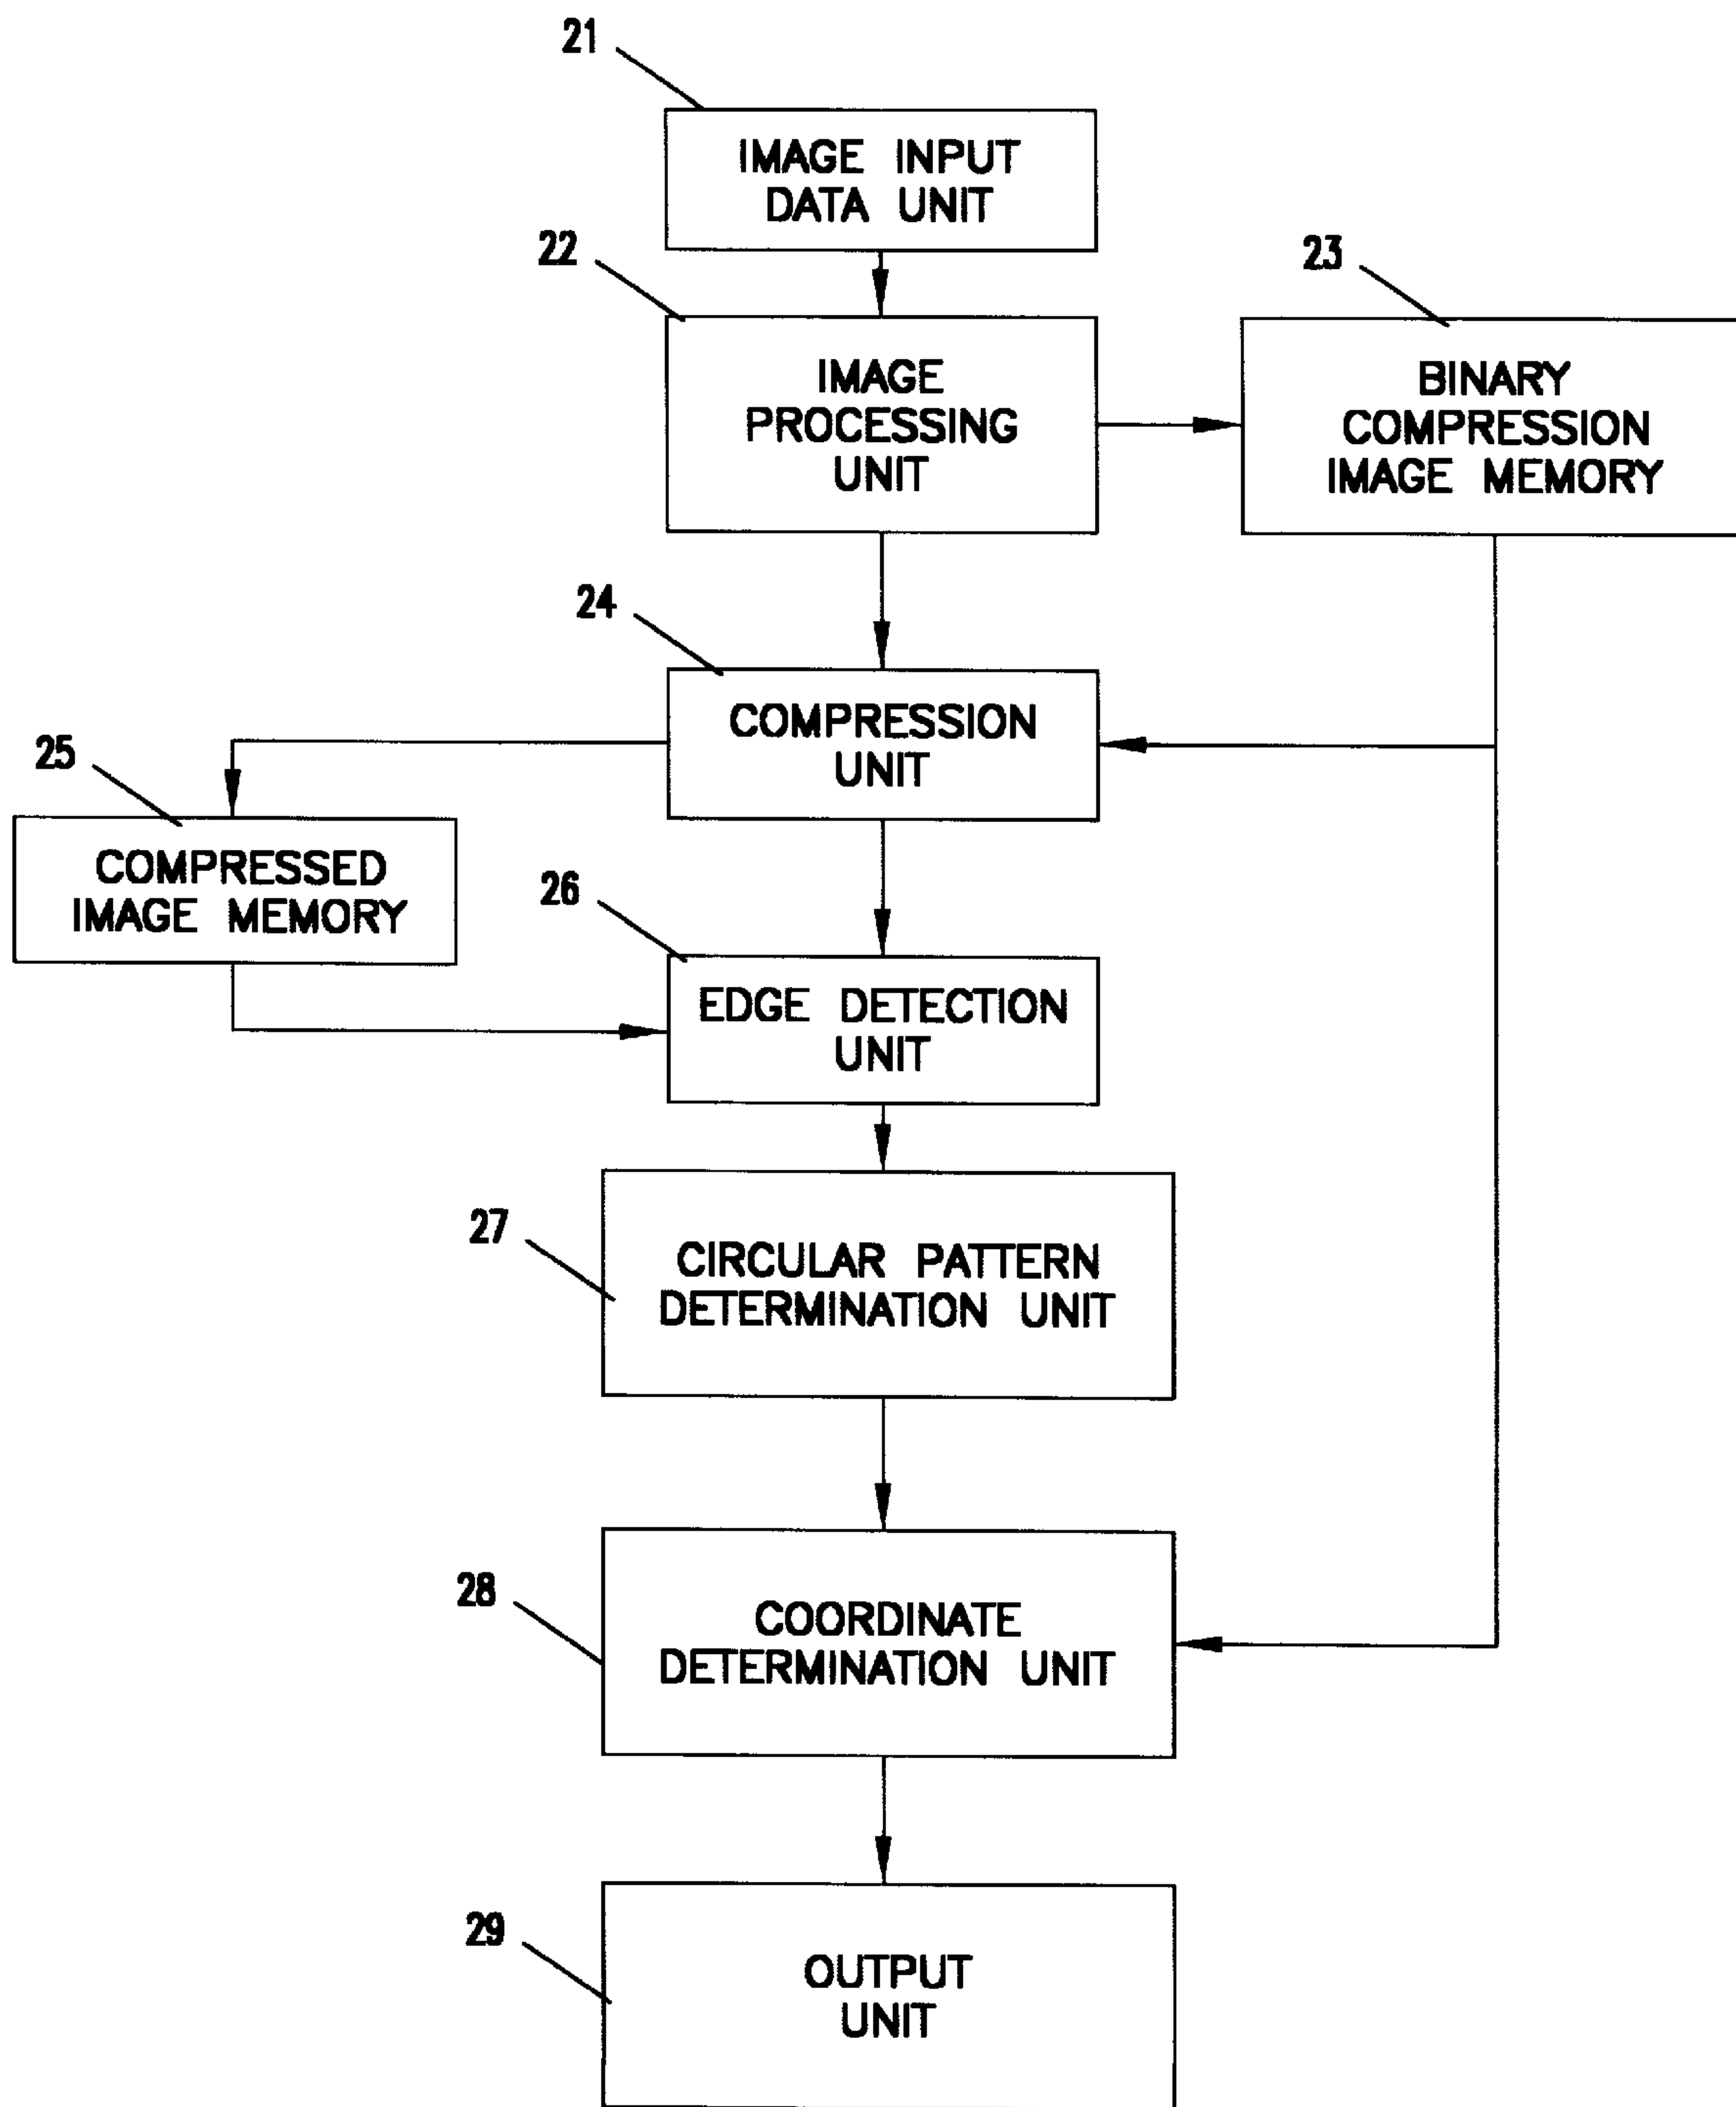 21
IMAGE INPUT
DATA UNIT
22
IMAGE
PROCESSING
UNIT
23
BINARY
COMPRESSION
IMAGE MEMORY
24
COMPRESSION
UNIT
25
COMPRESSED
IMAGE MEMORY
26
EDGE DETECTION
UNIT
27
CIRCULAR PATTERN
DETERMINATION UNIT
28
COORDINATE
DETERMINATION UNIT
29
OUTPUT
UNIT